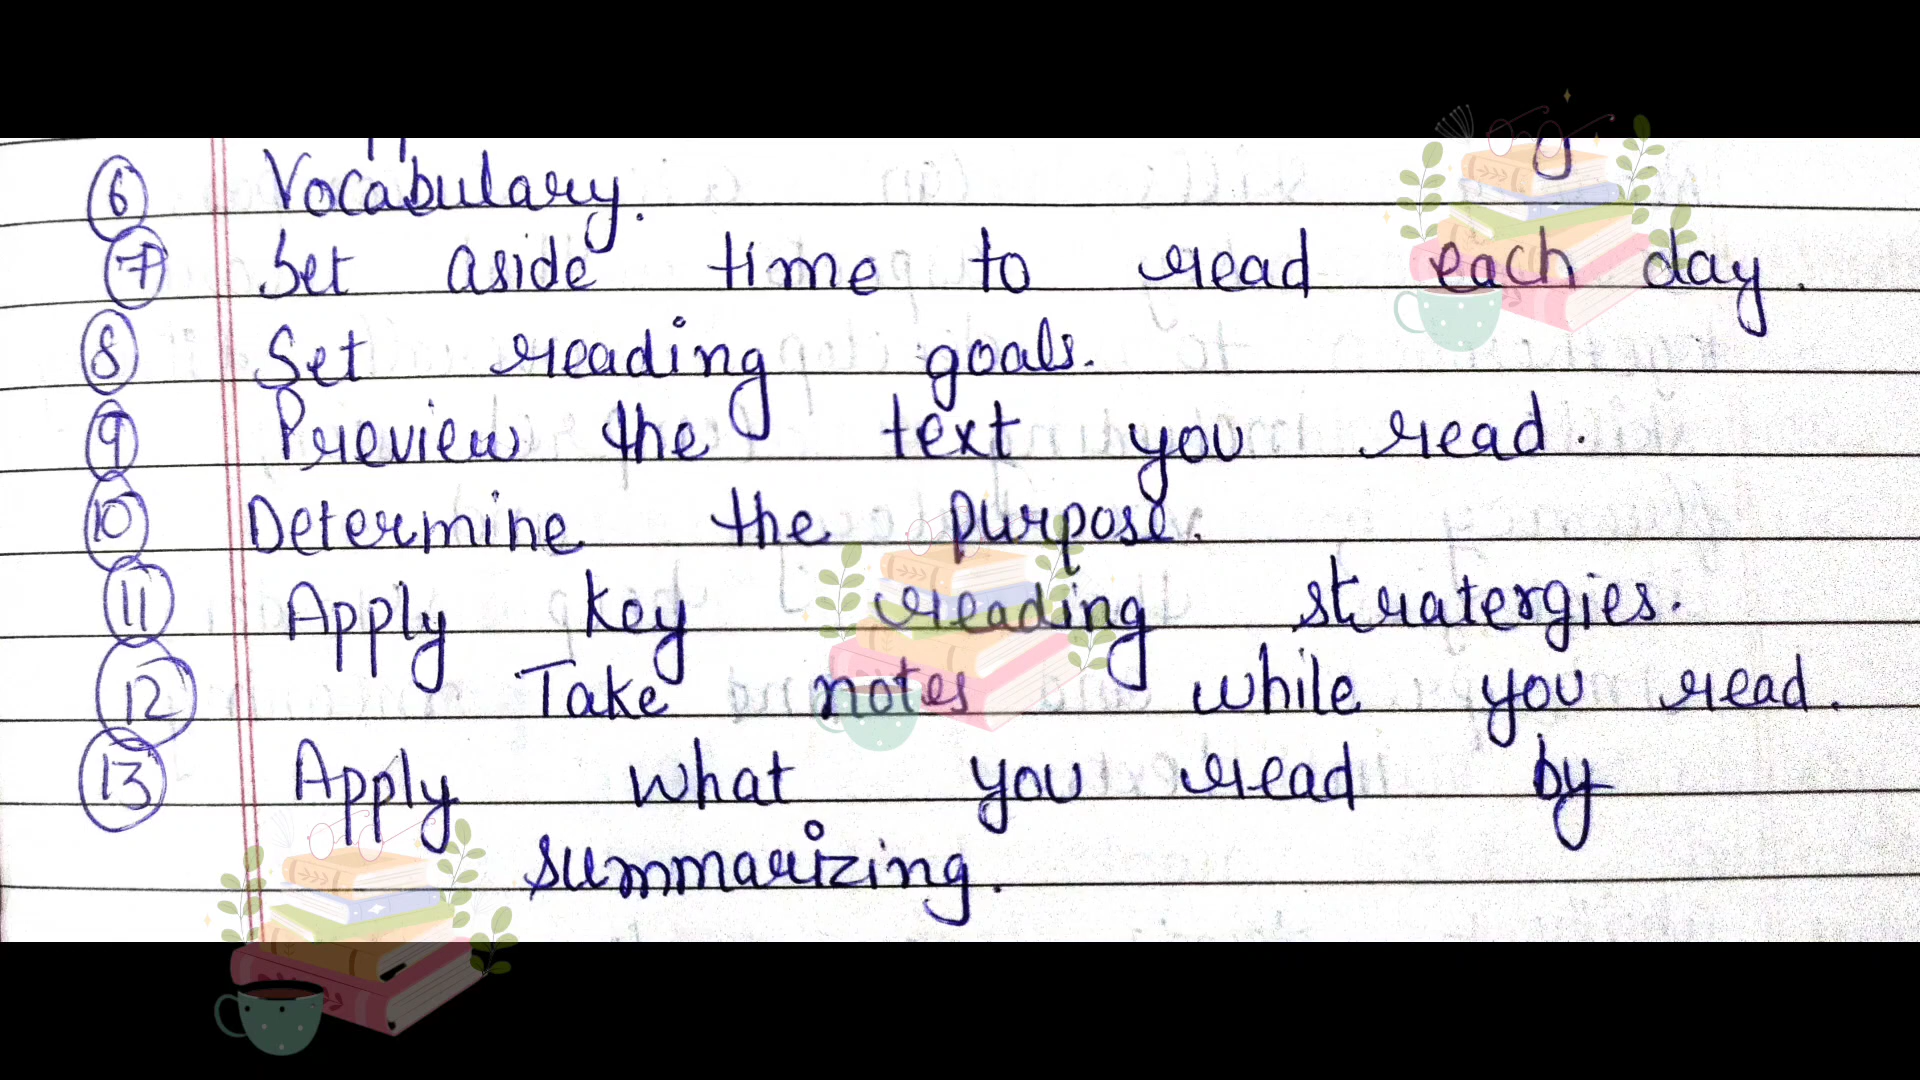 6 Vocabulary.
7 Set aside time to read each day.
8 Set reading goals.
9 Preview the text you read.
10 Determine the purpose.
11 Apply key reading stratergies.
12 Take notes while you read.
13 Apply what you read by
summarizing.